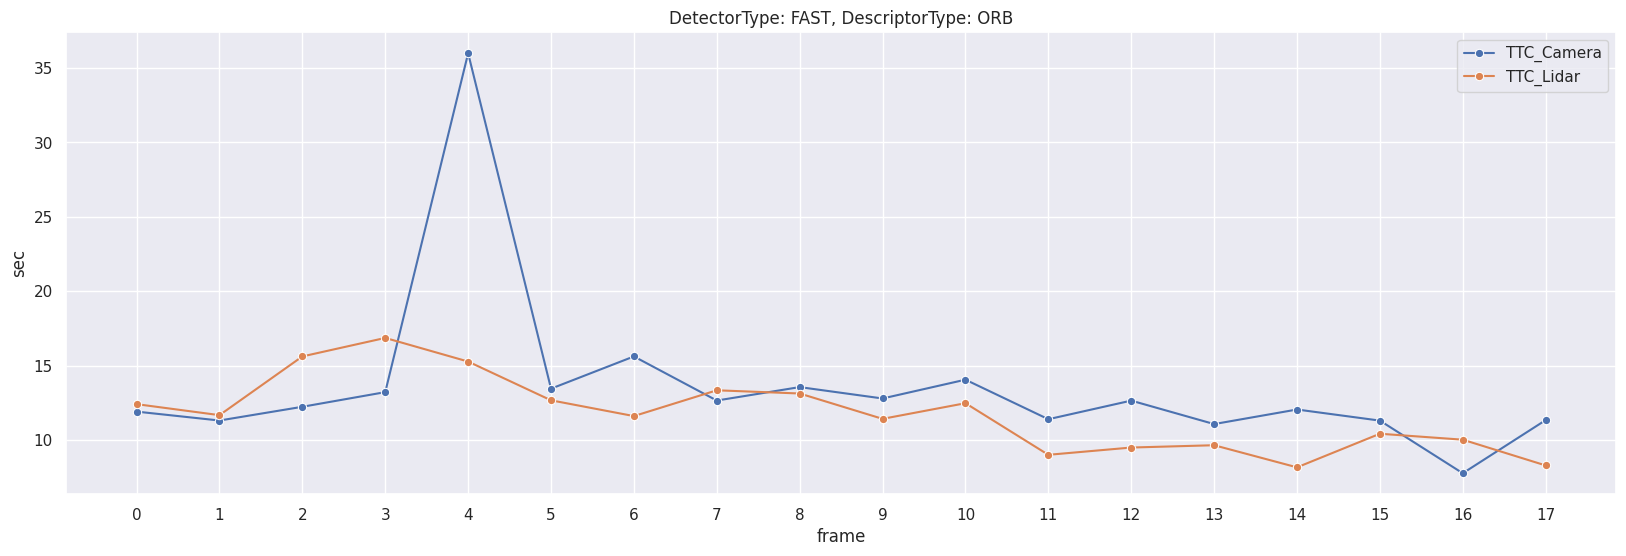 DetectorType: FAST, DescriptorType: ORB
TTC_Camera
TTC_Lidar
35
30
25
20
15
10
sec
0 1 2 3 4 5 6 7 8 9 10 11 12 13 14 15 16 17
frame